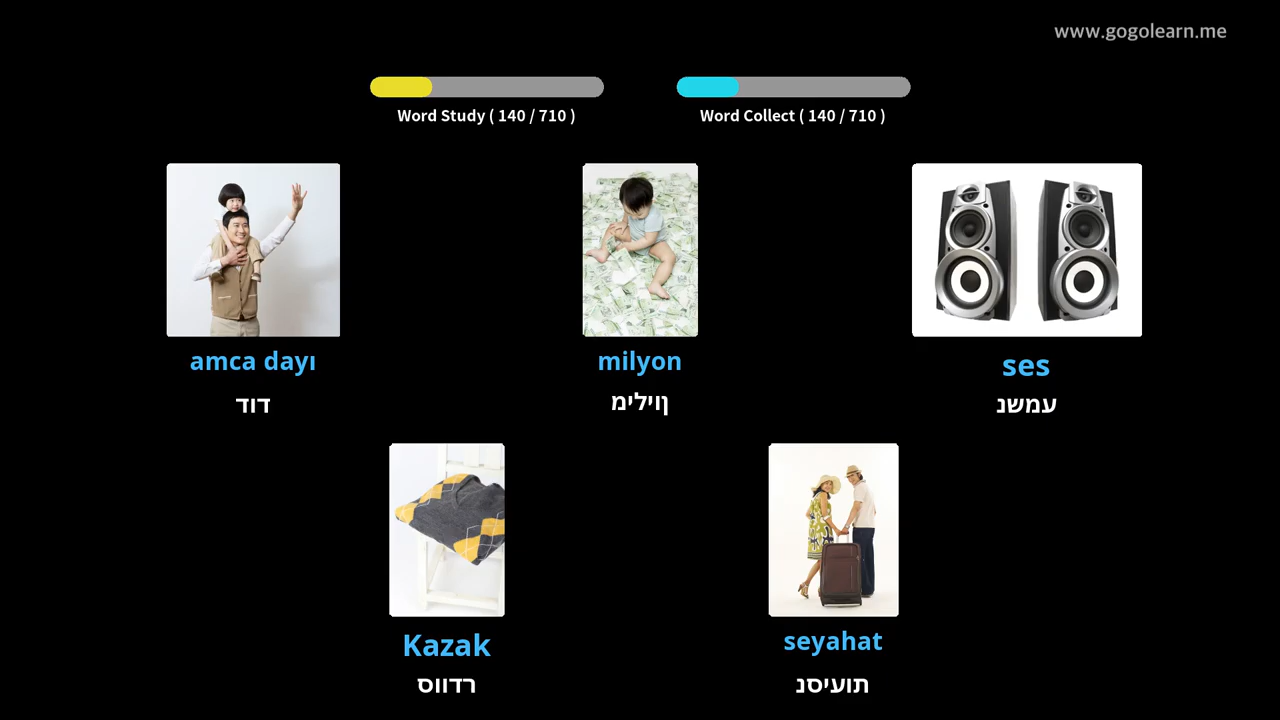 www.gogolearn.me
Word Study ( 140 / 710 )
Word Collect ( 140 / 710 )
amca dayı
דוד
milyon
ןוילימ
ses
עמשנ
Kazak
רדווס
seyahat
תועיסנ